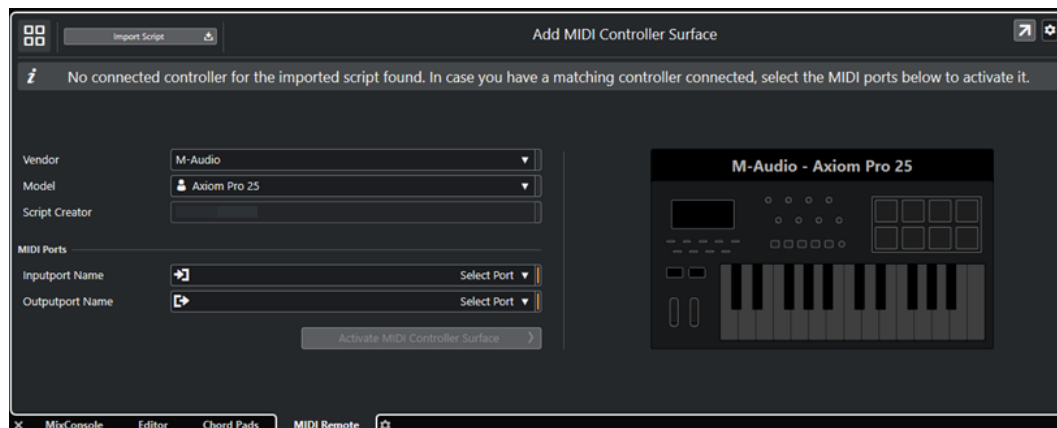 Import Script
Add MIDI Controller Surface
i No connected controller for the imported script found. In case you have a matching controller connected, select the MIDI ports below to activate it.
Vendor M-Audio
Model Axiom Pro 25
Script Creator
MIDI Ports
Inputport Name Select Port
Outputport Name Select Port
Activate MIDI Controller Surface
M-Audio - Axiom Pro 25
MixConsole Editor Chord Pads MIDI Remote